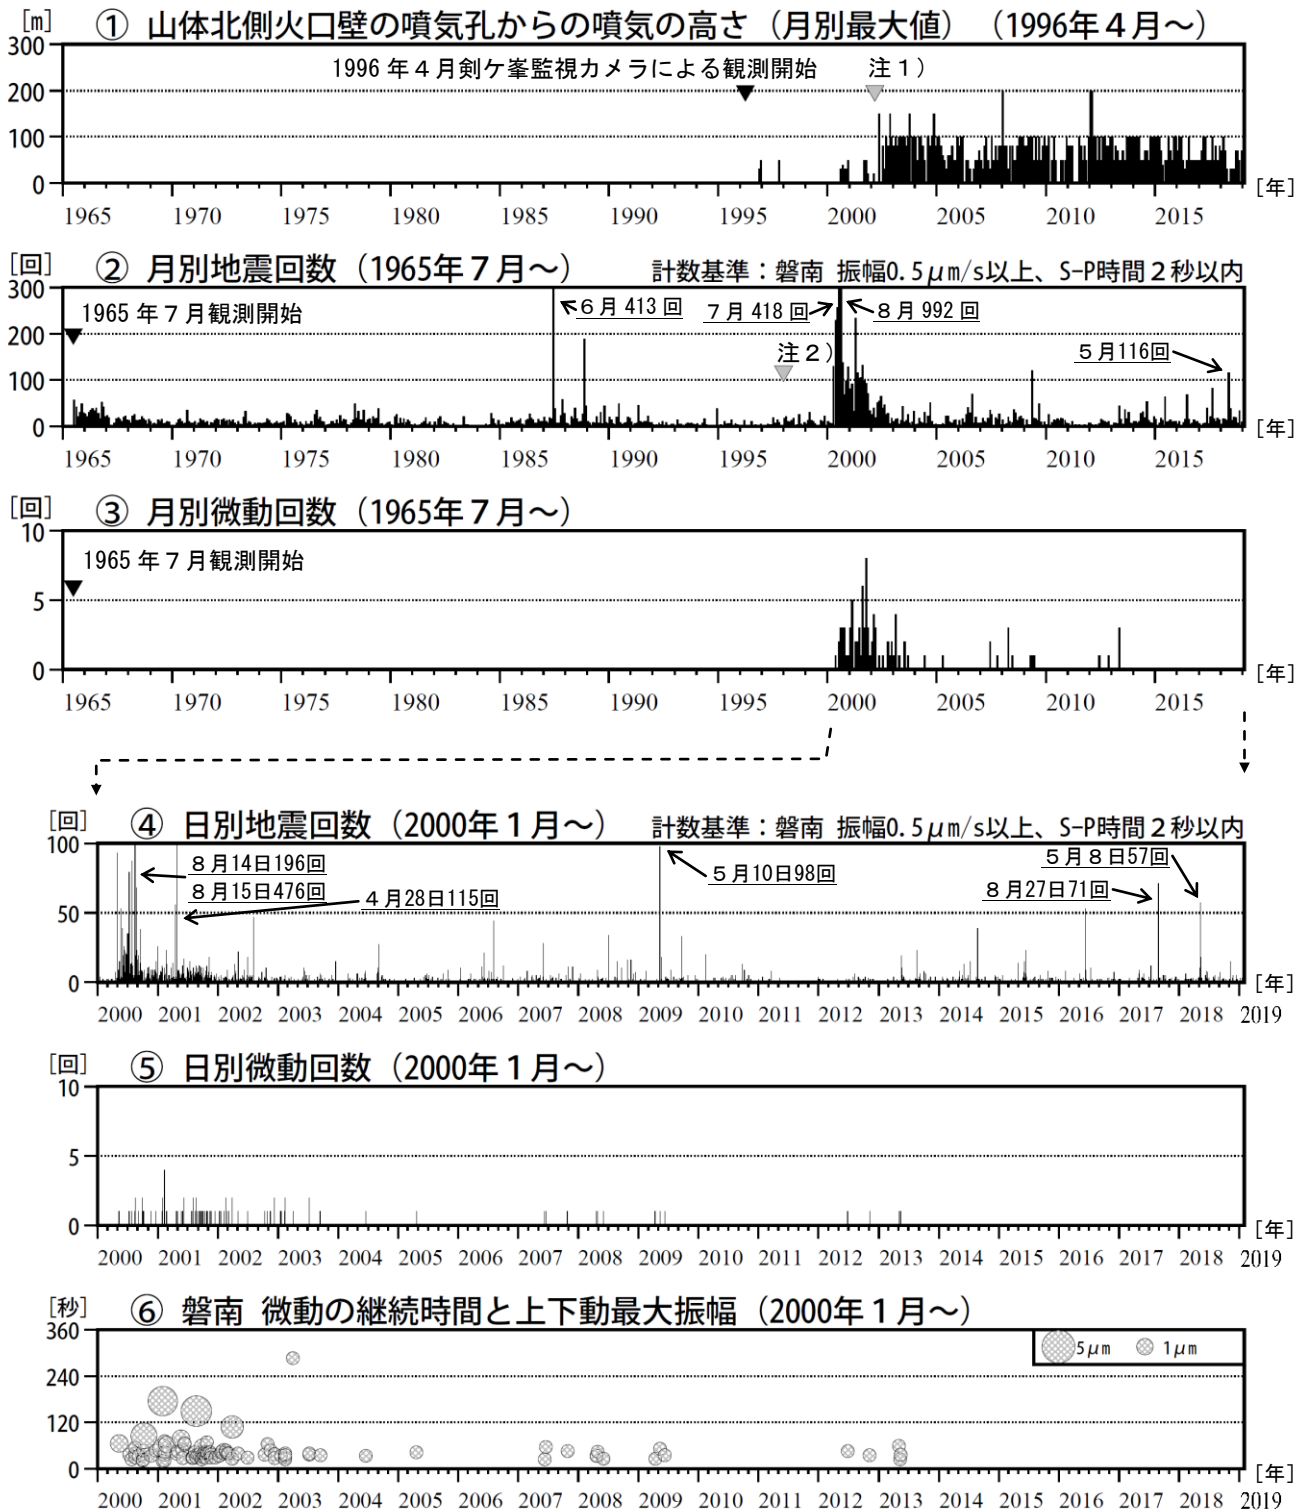 [m] ① 山体北側火口壁の噴気孔からの噴気の高さ（月別最大値）（1996年４月～）
300
1996 年４月剣ケ峯監視カメラによる観測開始 注１）
200
100
0
[年]
1965 1970 1975 1980 1985 1990 1995 2000 2005 2010 2015
[回] ② 月別地震回数（1965年７月～） 計数基準：磐南 振幅0.5μm/s以上、S-P時間２秒以内
300
1965 年７月観測開始 ６月 413 回 ７月 418 回 ８月 992 回
200
注２） ５月116回
100
0
[年]
1965 1970 1975 1980 1985 1990 1995 2000 2005 2010 2015
[回] ③ 月別微動回数（1965年７月～）
10
1965 年７月観測開始
5
0
[年]
1965 1970 1975 1980 1985 1990 1995 2000 2005 2010 2015
[回] ④ 日別地震回数（2000年１月～） 計数基準：磐南 振幅0.5μm/s以上、S-P時間２秒以内
100
８月14日196回 ５月10日98回 ５月８日57回
８月15日476回 ４月28日115回 ８月27日71回
50
0
[年]
2000 2001 2002 2003 2004 2005 2006 2007 2008 2009 2010 2011 2012 2013 2014 2015 2016 2017 2018 2019
[回] ⑤ 日別微動回数（2000年１月～）
10
5
0
[年]
2000 2001 2002 2003 2004 2005 2006 2007 2008 2009 2010 2011 2012 2013 2014 2015 2016 2017 2018 2019
[秒] ⑥ 磐南 微動の継続時間と上下動最大振幅（2000年１月～）
360
5μm 1μm
240
120
0
[年]
2000 2001 2002 2003 2004 2005 2006 2007 2008 2009 2010 2011 2012 2013 2014 2015 2016 2017 2018 2019